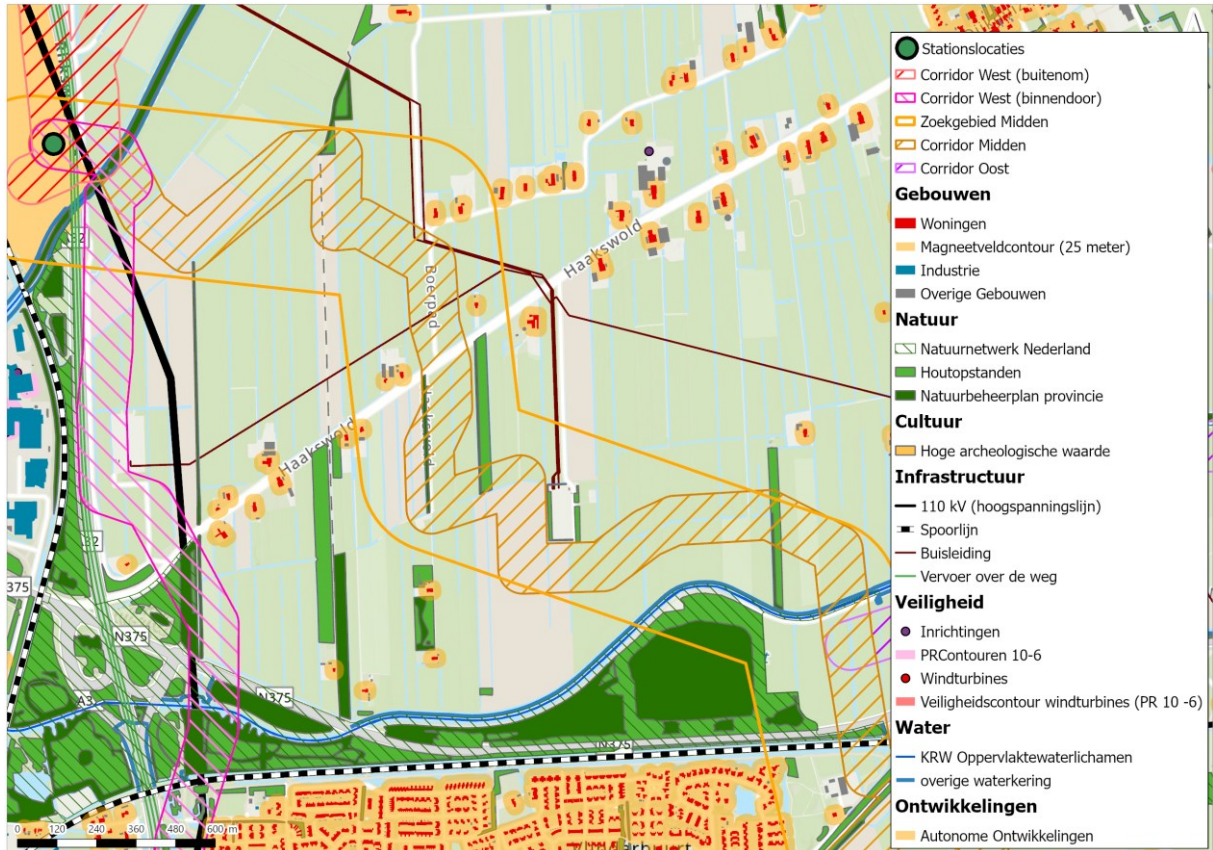 Stationslocaties
Corridor West (buitenom)
Corridor West (binnendoor)
Zoekgebied Midden
Corridor Midden
Corridor Oost
Gebouwen
Woningen
Magneetveldcontour (25 meter)
Industrie
Overige Gebouwen
Natuur
Natuurnetwerk Nederland
Houtopstanden
Natuurbeheerplan provincie
Cultuur
Hoge archeologische waarde
Infrastructuur
110 kV (hoogspanningslijn)
Spoorlijn
Buisleiding
Vervoer over de weg
Veiligheid
Inrichtingen
PRContouren 10-6
Windturbines
Veiligheidscontour windturbines (PR 10 -6)
Water
KRW Oppervlaktewaterlichamen
overige waterkering
Ontwikkelingen
Autonome Ontwikkelingen
Haakswold
Boerpad
Haakswold
Haakswold
N375
N375
N375
375
0 120 240 360 480 600 m